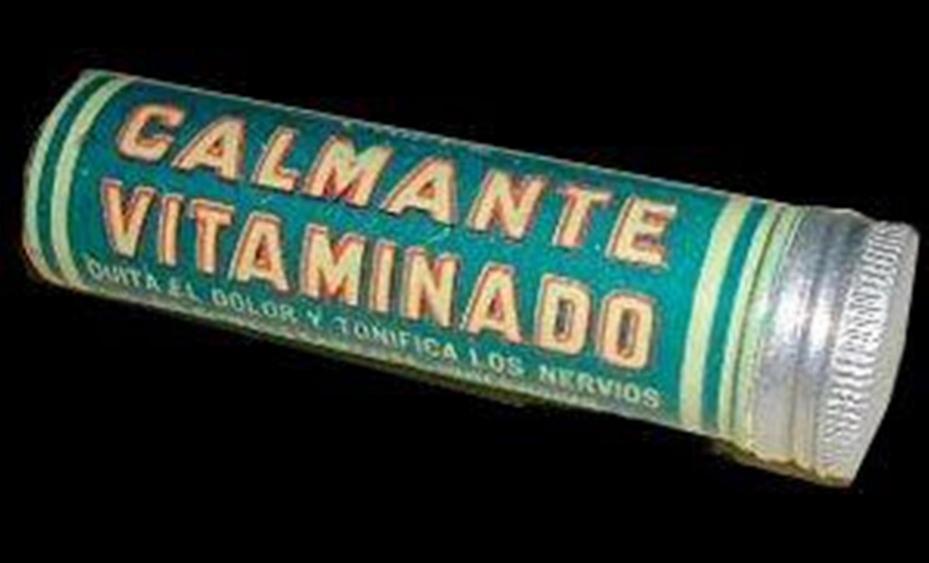 CALMANTE
VITAMINADO
QUITA EL DOLOR Y TONIFICA LOS NERVIOS